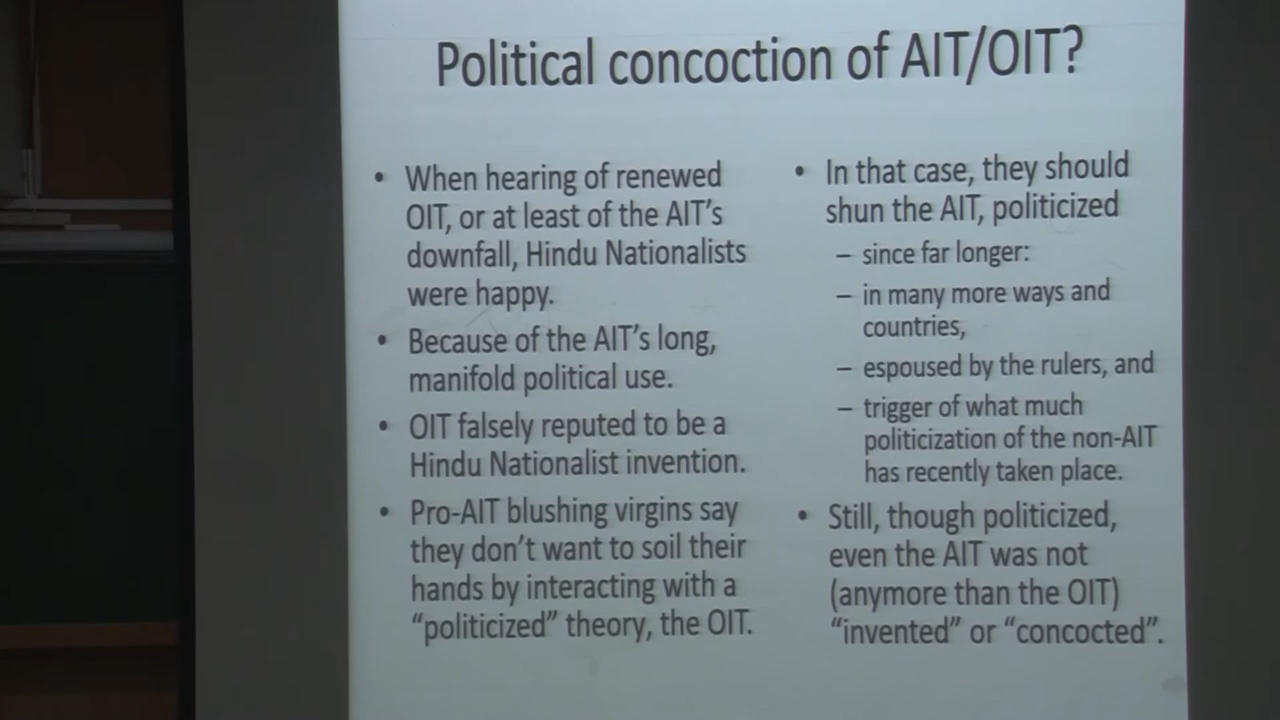 Political concoction of AIT/OIT?
• When hearing of renewed
OIT, or at least of the AIT’s
downfall, Hindu Nationalists
were happy.
• Because of the AIT’s long,
manifold political use.
• OIT falsely reputed to be a
Hindu Nationalist invention.
• Pro-AIT blushing virgins say
they don’t want to soil their
hands by interacting with a
“politicized” theory, the OIT.
• In that case, they should
shun the AIT, politicized
– since far longer:
– in many more ways and
countries,
– espoused by the rulers, and
– trigger of what much
politicization of the non-AIT
has recently taken place.
• Still, though politicized,
even the AIT was not
(anymore than the OIT)
“invented” or “concocted”.